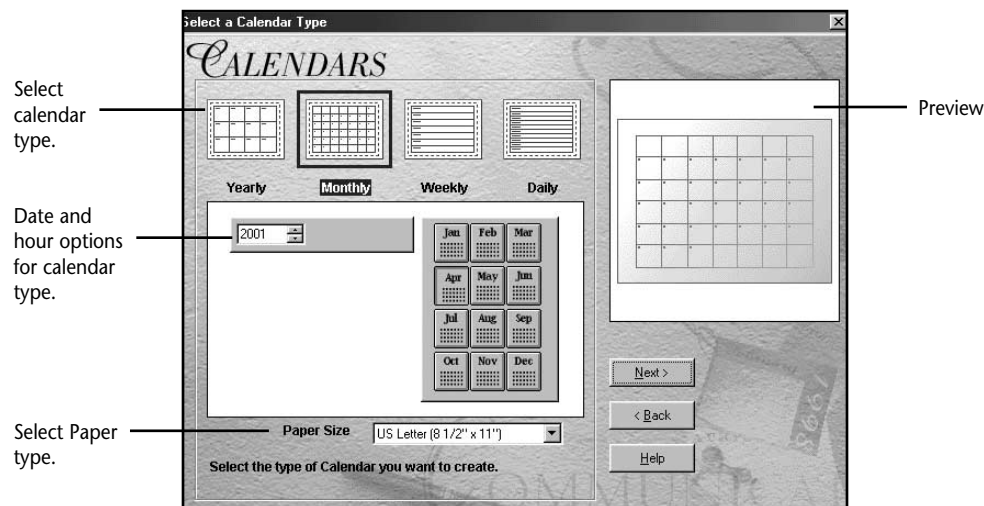 Select a Calendar Type
CALENDARS
Select
calendar
type.
Preview
Yearly Monthly Weekly Daily
Date and
hour options
for calendar
type.
2001
Jan Feb Mar
Apr May Jun
Jul Aug Sep
Oct Nov Dec
Next >
< Back
Help
1998
Select Paper
type.
Paper Size US Letter (8 1/2" x 11")
Select the type of Calendar you want to create.